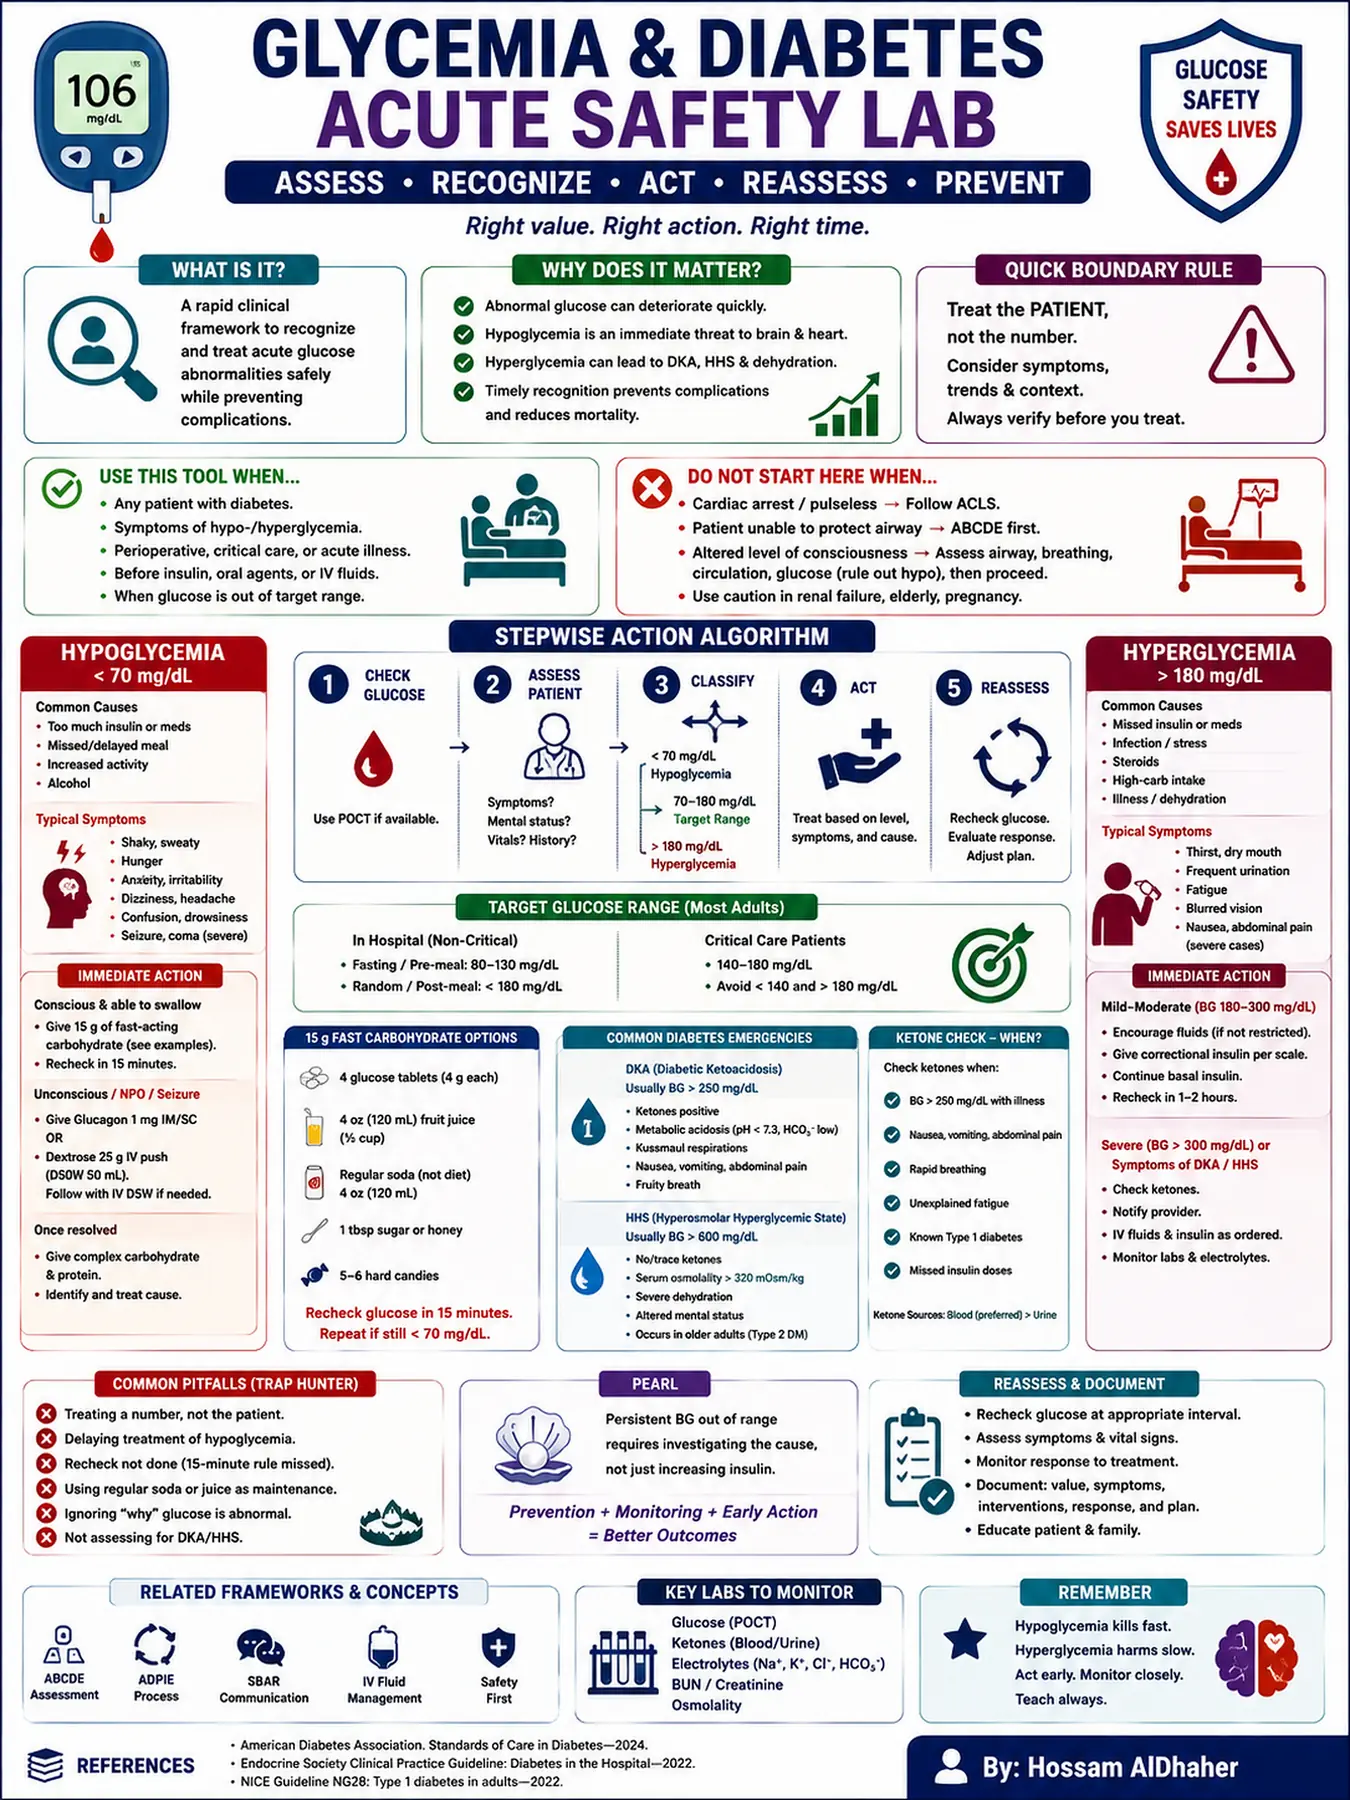 106
mg/dL
GLYCEMIA & DIABETES
ACUTE SAFETY LAB
ASSESS • RECOGNIZE • ACT • REASSESS • PREVENT
Right value. Right action. Right time.
GLUCOSE
SAFETY
SAVES LIVES
WHAT IS IT?
A rapid clinical
framework to recognize
and treat acute glucose
abnormalities safely
while preventing
complications.
WHY DOES IT MATTER?
Abnormal glucose can deteriorate quickly.
Hypoglycemia is an immediate threat to brain & heart.
Hyperglycemia can lead to DKA, HHS & dehydration.
Timely recognition prevents complications
and reduces mortality.
QUICK BOUNDARY RULE
Treat the PATIENT,
not the number.
Consider symptoms,
trends & context.
Always verify before you treat.
USE THIS TOOL WHEN...
• Any patient with diabetes.
• Symptoms of hypo-/hyperglycemia.
• Perioperative, critical care, or acute illness.
• Before insulin, oral agents, or IV fluids.
• When glucose is out of target range.
DO NOT START HERE WHEN...
• Cardiac arrest / pulseless → Follow ACLS.
• Patient unable to protect airway → ABCDE first.
• Altered level of consciousness → Assess airway, breathing,
circulation, glucose (rule out hypo), then proceed.
• Use caution in renal failure, elderly, pregnancy.
HYPOGLYCEMIA
< 70 mg/dL
Common Causes
• Too much insulin or meds
• Missed/delayed meal
• Increased activity
• Alcohol
Typical Symptoms
• Shaky, sweaty
• Hunger
• Anxiety, irritability
• Dizziness, headache
• Confusion, drowsiness
• Seizure, coma (severe)
IMMEDIATE ACTION
Conscious & able to swallow
• Give 15 g of fast-acting
carbohydrate (see examples).
• Recheck in 15 minutes.
Unconscious / NPO / Seizure
• Give Glucagon 1 mg IM/SC
OR
• Dextrose 25 g IV push
(DS0W 50 mL).
Follow with IV DSW if needed.
Once resolved
• Give complex carbohydrate
& protein.
• Identify and treat cause.
STEPWISE ACTION ALGORITHM
1 CHECK
GLUCOSE
Use POCT if available.
2 ASSESS
PATIENT
Symptoms?
Mental status?
Vitals? History?
3 CLASSIFY
< 70 mg/dL
Hypoglycemia
70–180 mg/dL
Target Range
> 180 mg/dL
Hyperglycemia
4 ACT
Treat based on level,
symptoms, and cause.
5 REASSESS
Recheck glucose.
Evaluate response.
Adjust plan.
TARGET GLUCOSE RANGE (Most Adults)
In Hospital (Non-Critical)
• Fasting / Pre-meal: 80–130 mg/dL
• Random / Post-meal: < 180 mg/dL
Critical Care Patients
• 140–180 mg/dL
• Avoid < 140 and > 180 mg/dL
15 g FAST CARBOHYDRATE OPTIONS
4 glucose tablets (4 g each)
4 oz (120 mL) fruit juice
(½ cup)
Regular soda (not diet)
4 oz (120 mL)
1 tbsp sugar or honey
5–6 hard candies
Recheck glucose in 15 minutes.
Repeat if still < 70 mg/dL.
COMMON DIABETES EMERGENCIES
DKA (Diabetic Ketoacidosis)
Usually BG > 250 mg/dL
• Ketones positive
• Metabolic acidosis (pH < 7.3, HCO₃⁻ low)
• Kussmaul respirations
• Nausea, vomiting, abdominal pain
• Fruity breath
HHS (Hyperosmolar Hyperglycemic State)
Usually BG > 600 mg/dL
• No/trace ketones
• Serum osmolality > 320 mOsm/kg
• Severe dehydration
• Altered mental status
• Occurs in older adults (Type 2 DM)
KETONE CHECK – WHEN?
Check ketones when:
BG > 250 mg/dL with illness
Nausea, vomiting, abdominal pain
Rapid breathing
Unexplained fatigue
Known Type 1 diabetes
Missed insulin doses
Ketone Sources: Blood (preferred) > Urine
HYPERGLYCEMIA
> 180 mg/dL
Common Causes
• Missed insulin or meds
• Infection / stress
• Steroids
• High-carb intake
• Illness / dehydration
Typical Symptoms
• Thirst, dry mouth
• Frequent urination
• Fatigue
• Blurred vision
• Nausea, abdominal pain
(severe cases)
IMMEDIATE ACTION
Mild–Moderate (BG 180–300 mg/dL)
• Encourage fluids (if not restricted).
• Give correctional insulin per scale.
• Continue basal insulin.
• Recheck in 1–2 hours.
Severe (BG > 300 mg/dL) or
Symptoms of DKA / HHS
• Check ketones.
• Notify provider.
• IV fluids & insulin as ordered.
• Monitor labs & electrolytes.
COMMON PITFALLS (TRAP HUNTER)
Treating a number, not the patient.
Delaying treatment of hypoglycemia.
Recheck not done (15-minute rule missed).
Using regular soda or juice as maintenance.
Ignoring “why” glucose is abnormal.
Not assessing for DKA/HHS.
PEARL
Persistent BG out of range
requires investigating the cause,
not just increasing insulin.
Prevention + Monitoring + Early Action
= Better Outcomes
REASSESS & DOCUMENT
• Recheck glucose at appropriate interval.
• Assess symptoms & vital signs.
• Monitor response to treatment.
• Document: value, symptoms,
interventions, response, and plan.
• Educate patient & family.
RELATED FRAMEWORKS & CONCEPTS
ABCDE
Assessment
ADPIE
Process
SBAR
Communication
IV Fluid
Management
Safety
First
KEY LABS TO MONITOR
Glucose (POCT)
Ketones (Blood/Urine)
Electrolytes (Na⁺, K⁺, Cl⁻, HCO₃⁻)
BUN / Creatinine
Osmolality
REMEMBER
Hypoglycemia kills fast.
Hyperglycemia harms slow.
Act early. Monitor closely.
Teach always.
REFERENCES
• American Diabetes Association. Standards of Care in Diabetes—2024.
• Endocrine Society Clinical Practice Guideline: Diabetes in the Hospital—2022.
• NICE Guideline NG28: Type 1 diabetes in adults—2022.
By: Hossam AlDhaher